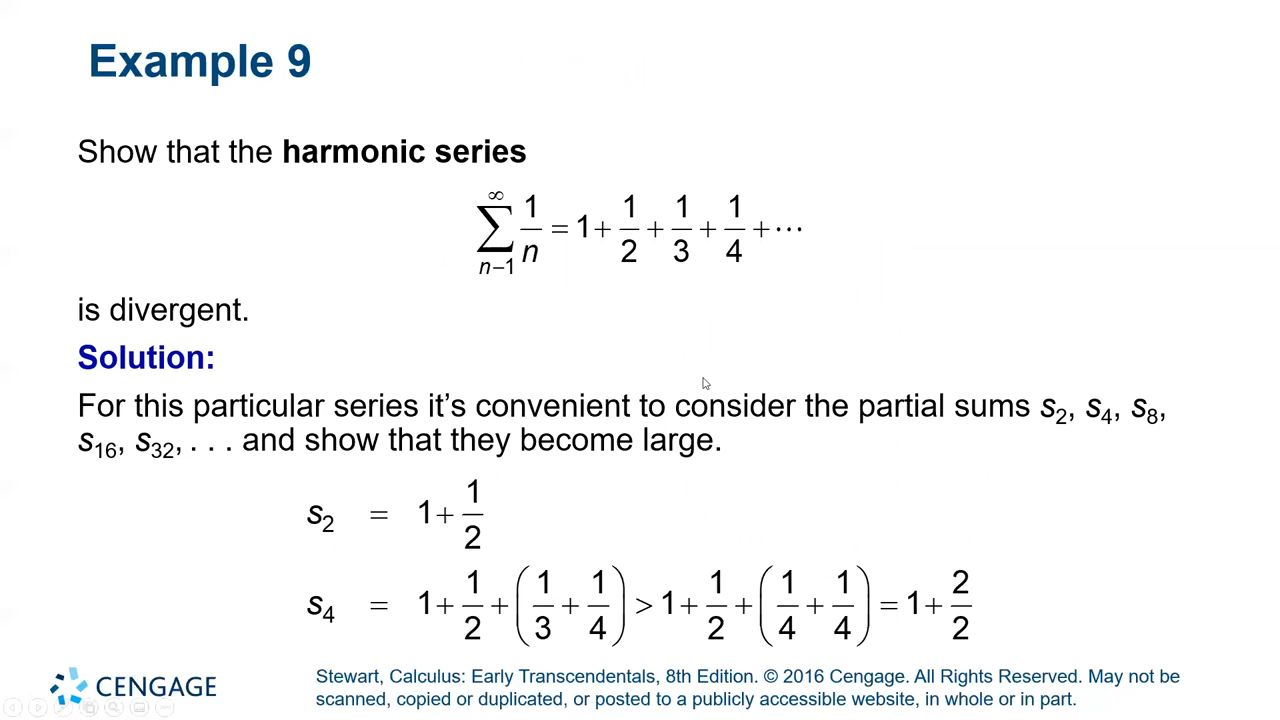 Example 9
Show that the harmonic series
∞
∑ 1/n = 1 + 1/2 + 1/3 + 1/4 + ⋯
n–1
is divergent.
Solution:
For this particular series it’s convenient to consider the partial sums s₂, s₄, s₈,
s₁₆, s₃₂, . . . and show that they become large.
s₂ = 1 + 1/2
s₄ = 1 + 1/2 + (1/3 + 1/4) > 1 + 1/2 + (1/4 + 1/4) = 1 + 2/2
CENGAGE
Stewart, Calculus: Early Transcendentals, 8th Edition. © 2016 Cengage. All Rights Reserved. May not be
scanned, copied or duplicated, or posted to a publicly accessible website, in whole or in part.